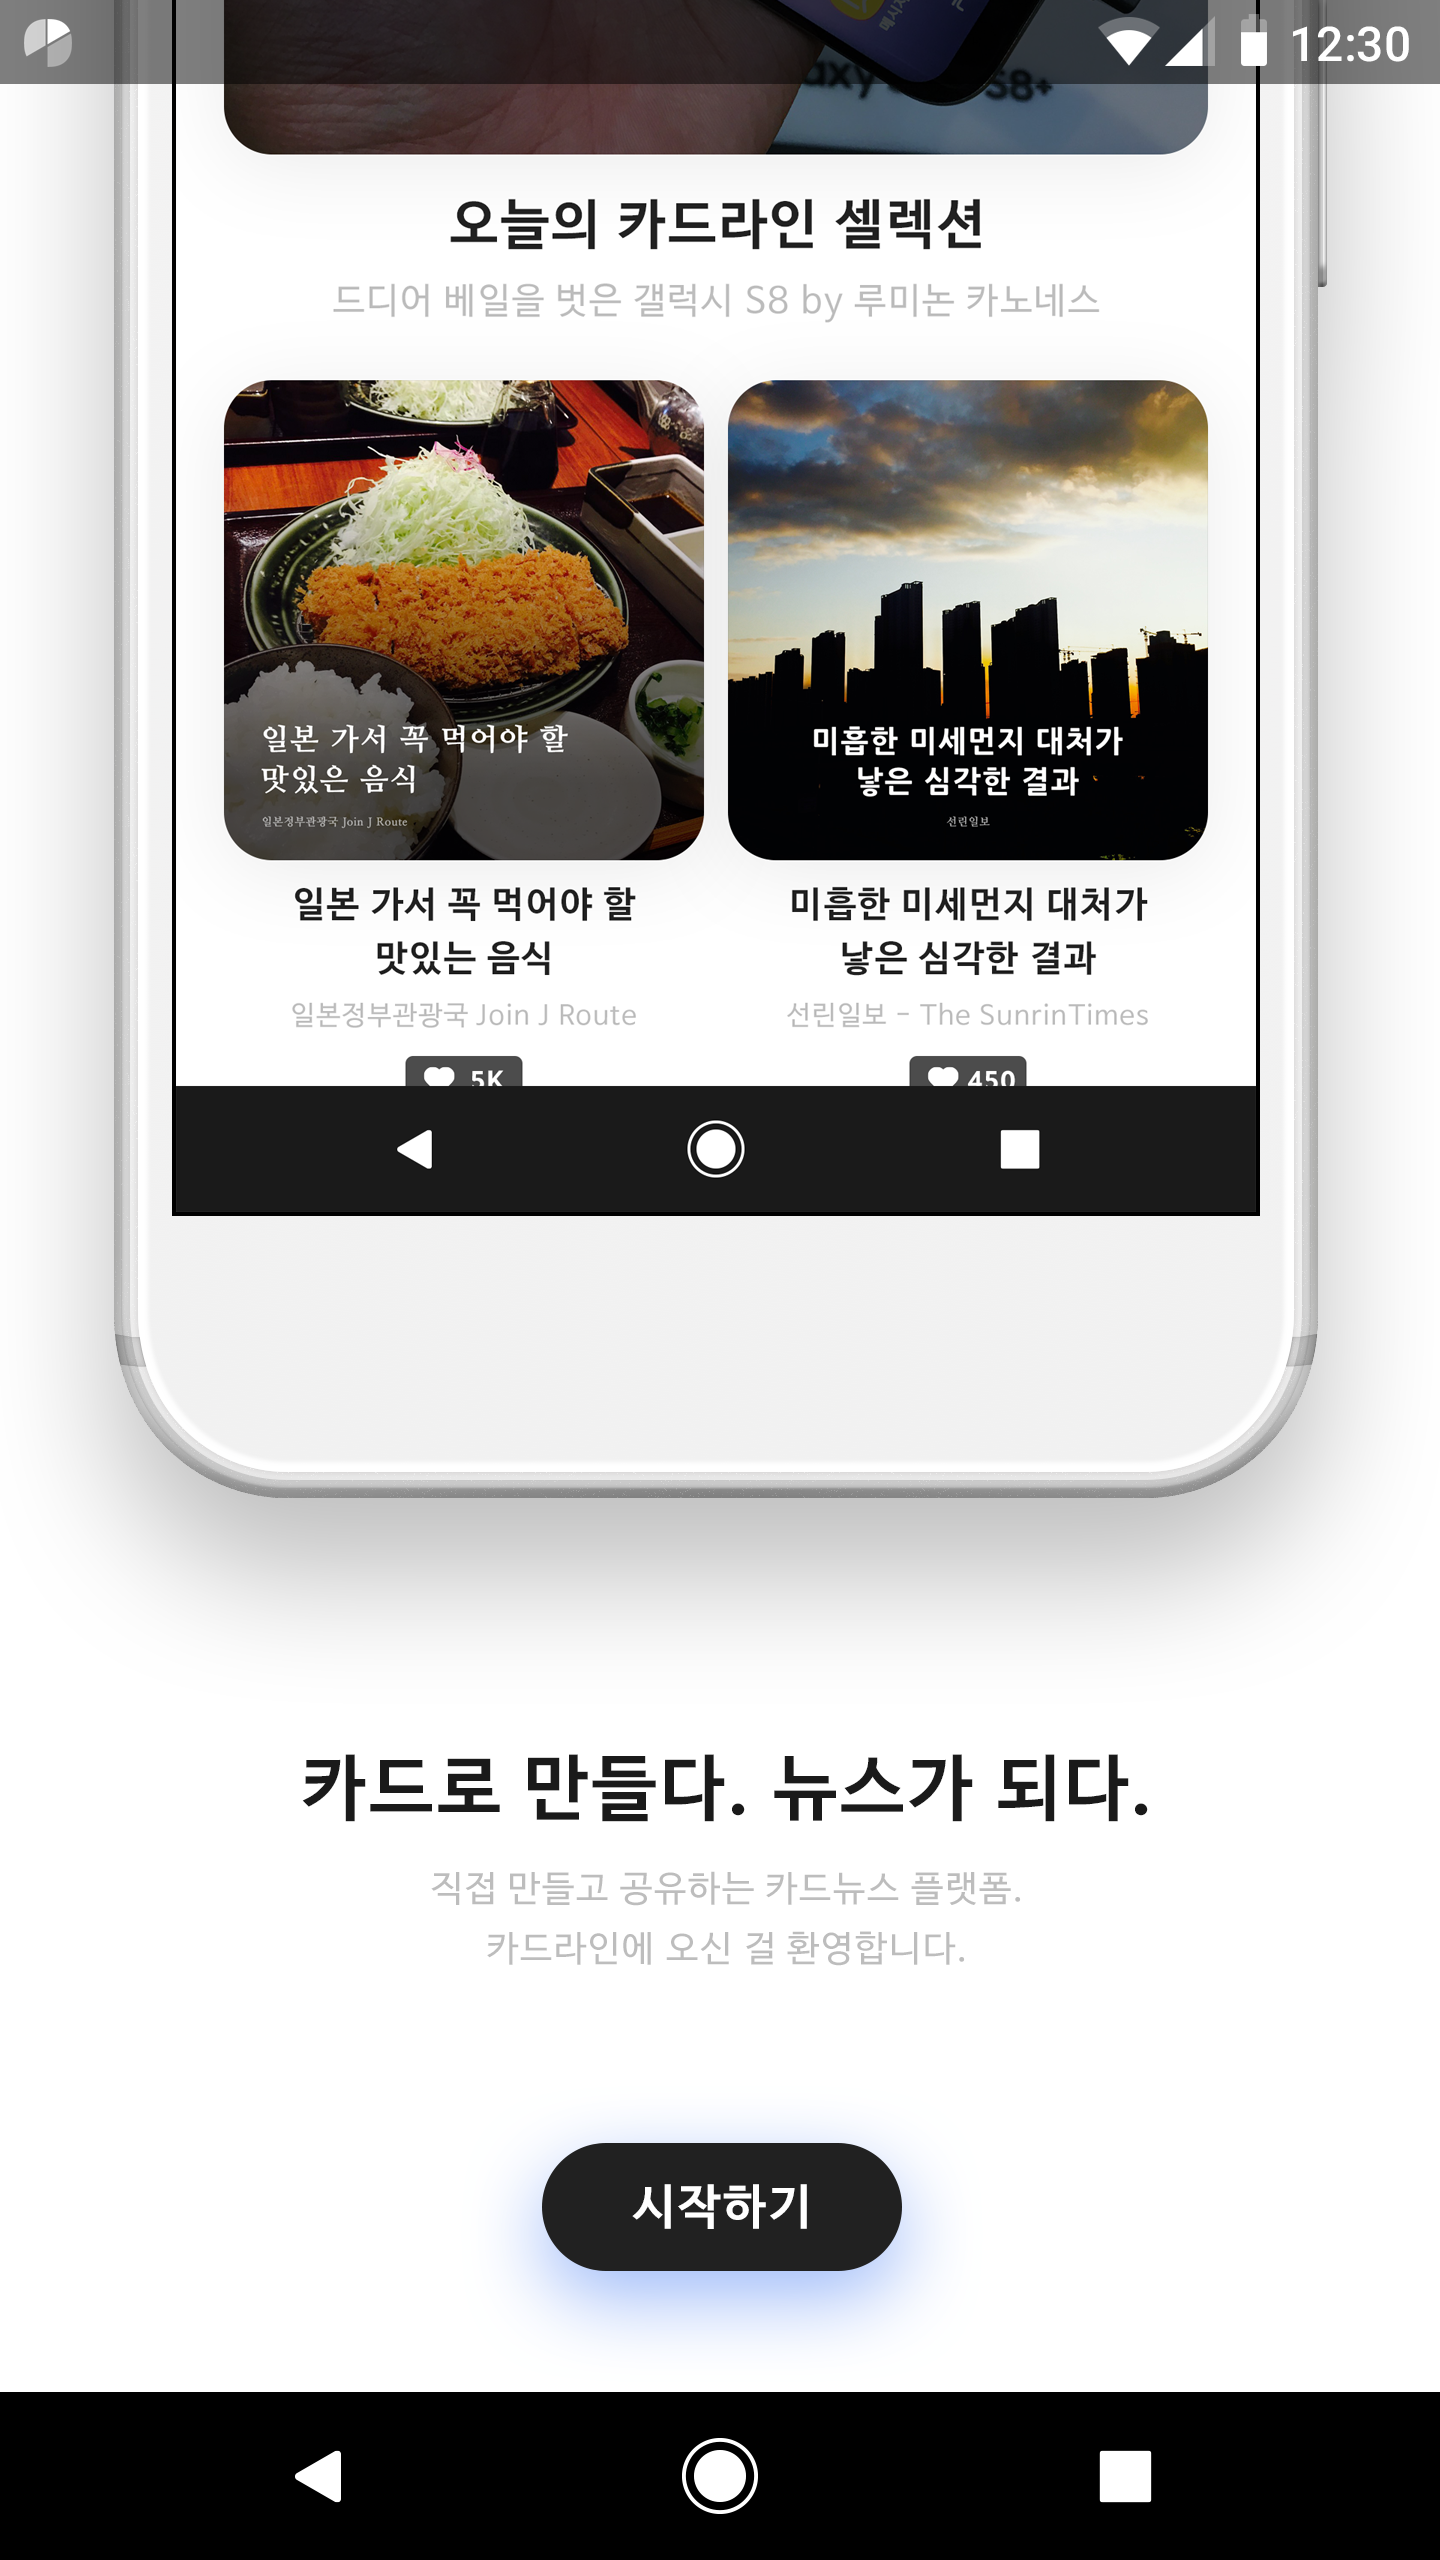 12:30
S8+
오늘의 카드라인 셀렉션
드디어 베일을 벗은 갤럭시 S8 by 루미논 카노네스
일본 가서 꼭 먹어야 할
맛있은 음식
일본정부관광국 Join J Route
미흡한 미세먼지 대처가
낳은 심각한 결과
선린일보
일본 가서 꼭 먹어야 할
맛있는 음식
일본정부관광국 Join J Route
5K
미흡한 미세먼지 대처가
낳은 심각한 결과
선린일보 - The SunrinTimes
450
카드로 만들다. 뉴스가 되다.
직접 만들고 공유하는 카드뉴스 플랫폼.
카드라인에 오신 걸 환영합니다.
시작하기